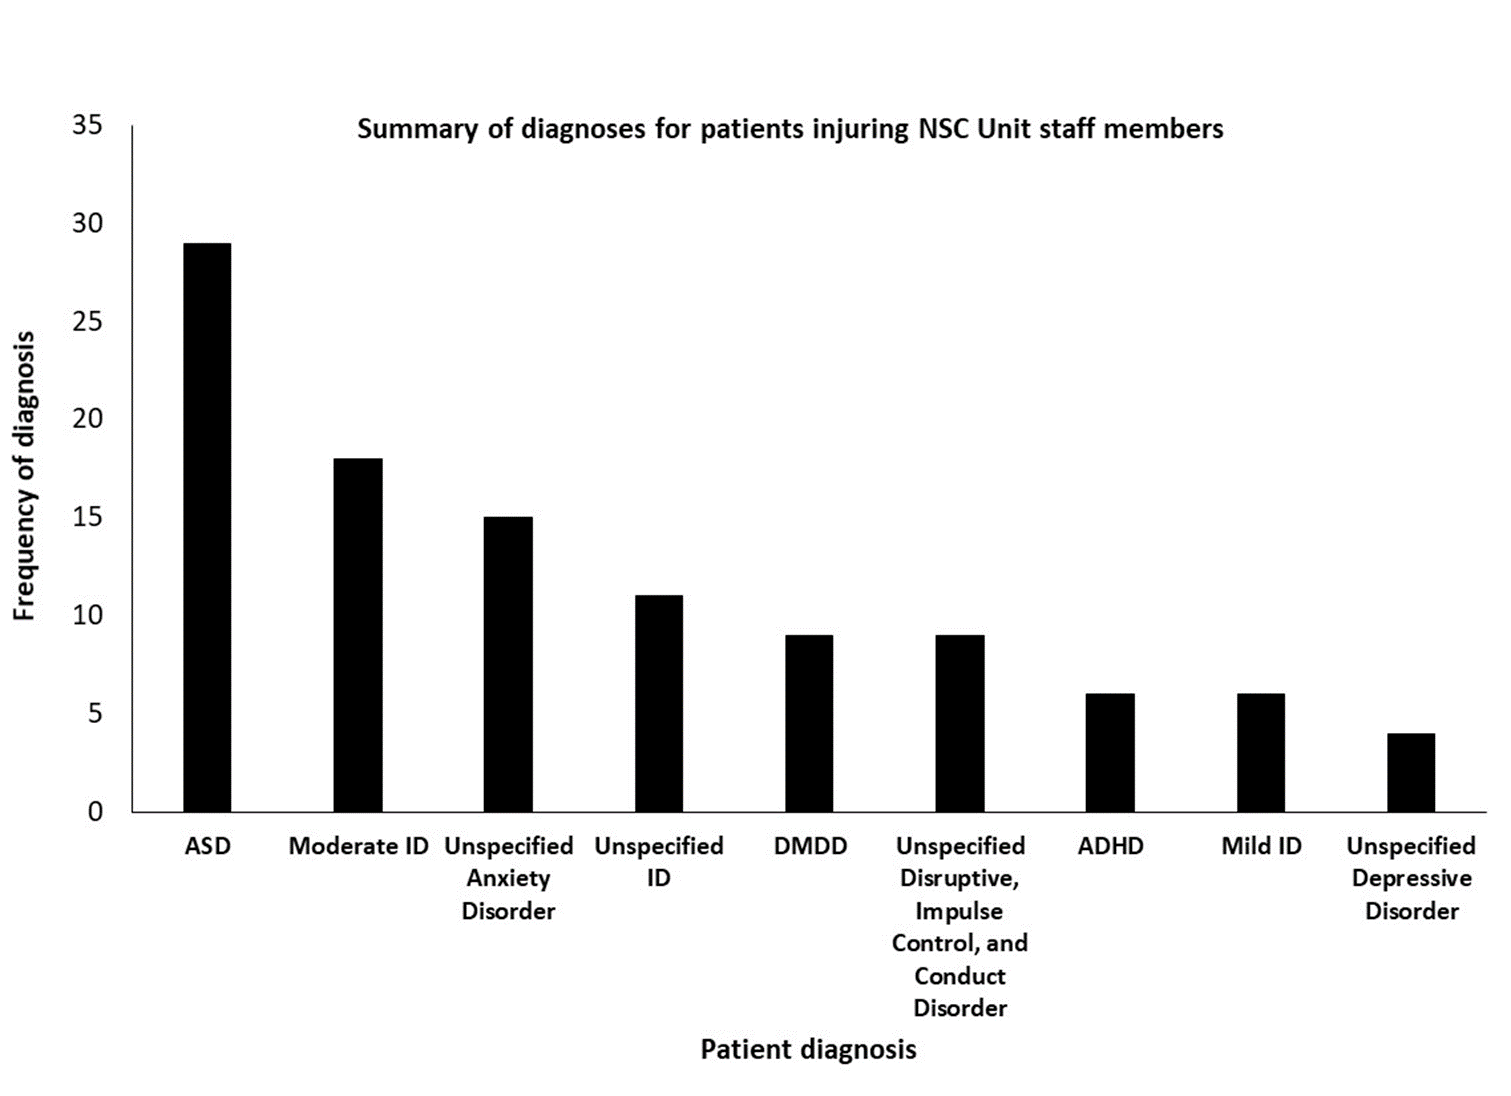 Summary of diagnoses for patients injuring NSC Unit staff members
35
30
25
20
15
10
5
0
Frequency of diagnosis
ASD
Moderate ID
Unspecified
Anxiety
Disorder
Unspecified
ID
DMDD
Unspecified
Disruptive,
Impulse
Control, and
Conduct
Disorder
ADHD
Mild ID
Unspecified
Depressive
Disorder
Patient diagnosis